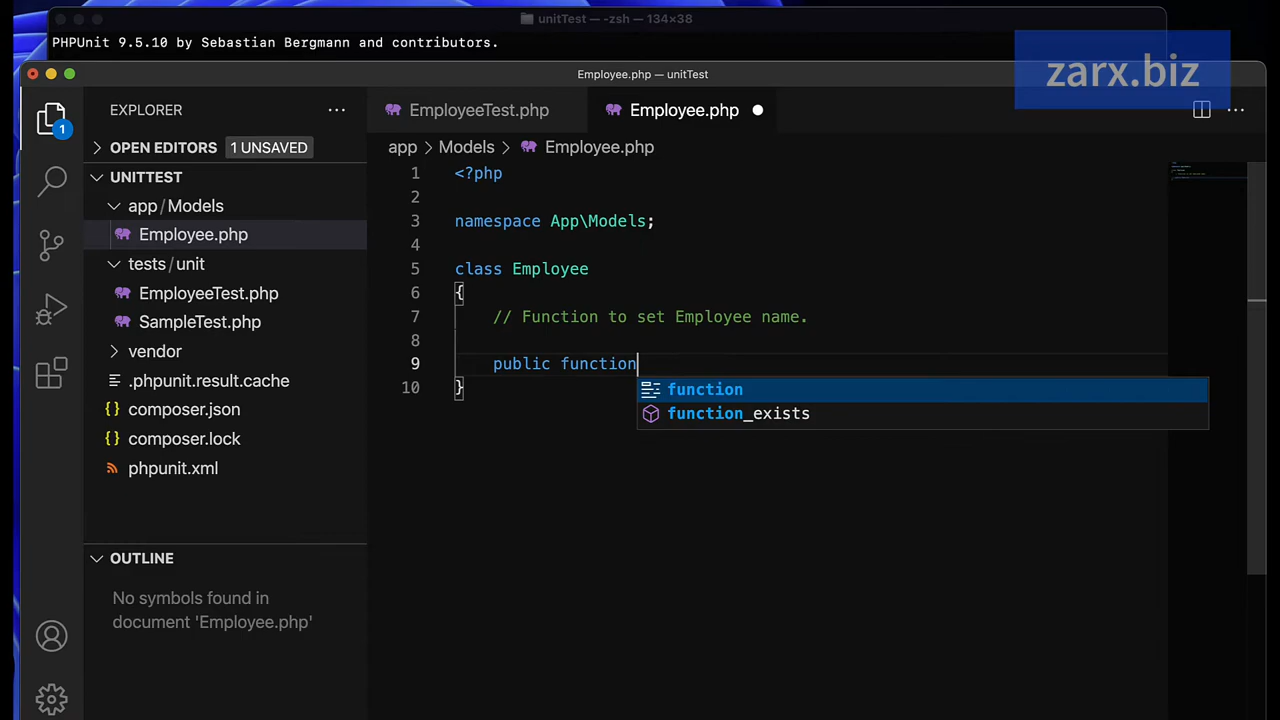 unitTest — -zsh — 134×38
PHPUnit 9.5.10 by Sebastian Bergmann and contributors.
zarx.biz
Employee.php — unitTest
EXPLORER
EmployeeTest.php
Employee.php
1
OPEN EDITORS
1 UNSAVED
app > Models > Employee.php
UNITTEST
app/Models
Employee.php
tests/unit
EmployeeTest.php
SampleTest.php
vendor
.phpunit.result.cache
composer.json
composer.lock
phpunit.xml
1 <?php
2
3 namespace App\Models;
4
5 class Employee
6 {
7 // Function to set Employee name.
8
9 public function
10 }
function
function_exists
OUTLINE
No symbols found in
document 'Employee.php'